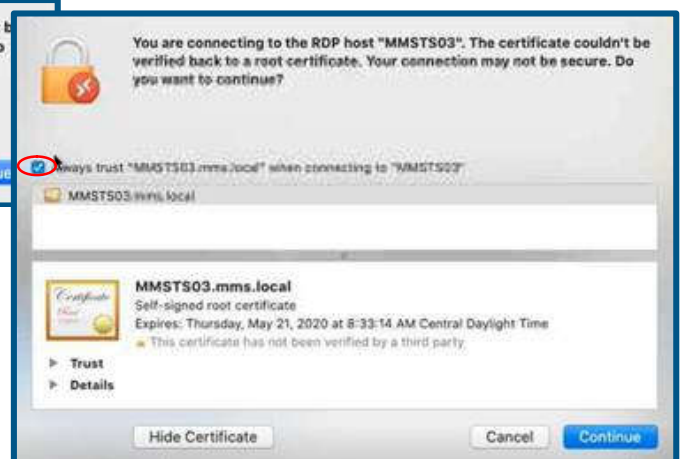 You are connecting to the RDP host "MMSTS03". The certificate couldn't be
verified back to a root certificate. Your connection may not be secure. Do
you want to continue?
ways trust "MMSTS03.mms.local" when connecting to "MMSTS03"
MMSTS03.mms.local
Certificate
MMSTS03.mms.local
Self-signed root certificate
Expires: Thursday, May 21, 2020 at 8:33:14 AM Central Daylight Time
This certificate has not been verified by a third party
Trust
Details
Hide Certificate
Cancel
Continue